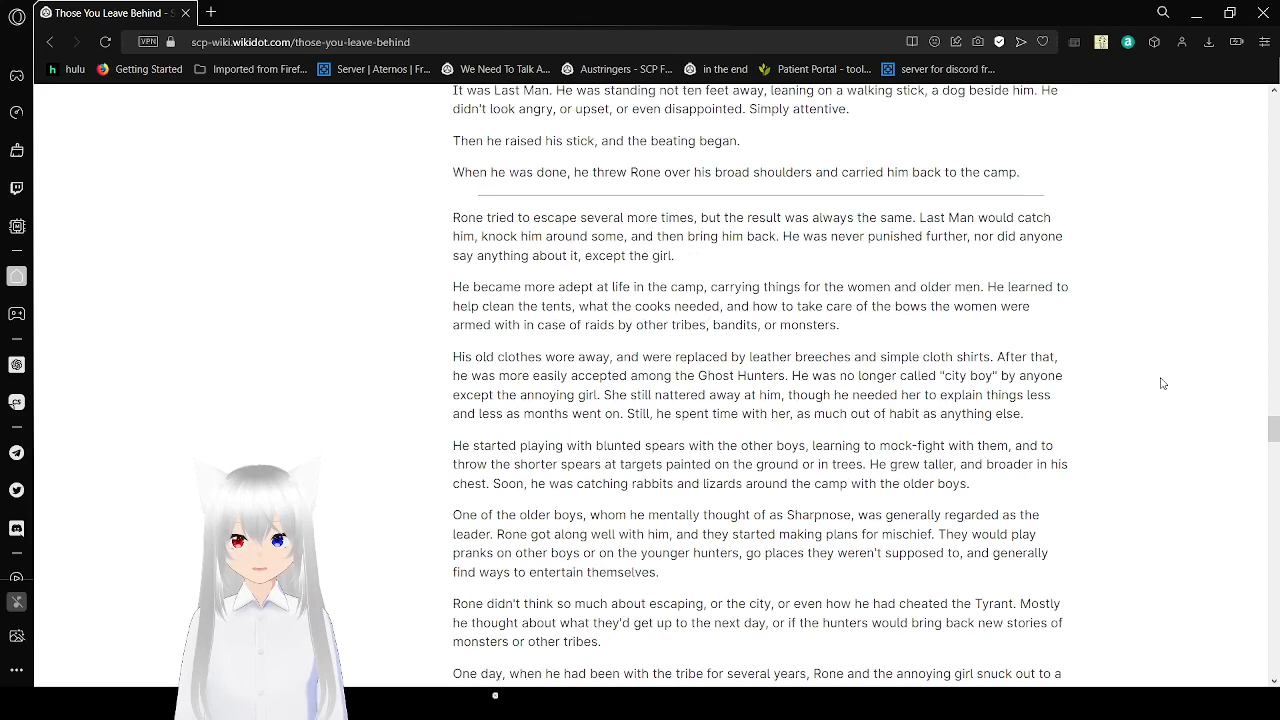 Those You Leave Behind - S
VPN
scp-wiki.wikidot.com/those-you-leave-behind
hulu
Getting Started
Imported from Firef...
Server | Aternos | Fr...
We Need To Talk A...
Austringers - SCP F...
in the end
Patient Portal - tool...
server for discord fr...
It was Last Man. He was standing not ten feet away, leaning on a walking stick, a dog beside him. He
didn't look angry, or upset, or even disappointed. Simply attentive.
Then he raised his stick, and the beating began.
When he was done, he threw Rone over his broad shoulders and carried him back to the camp.
Rone tried to escape several more times, but the result was always the same. Last Man would catch
him, knock him around some, and then bring him back. He was never punished further, nor did anyone
say anything about it, except the girl.
He became more adept at life in the camp, carrying things for the women and older men. He learned to
help clean the tents, what the cooks needed, and how to take care of the bows the women were
armed with in case of raids by other tribes, bandits, or monsters.
His old clothes wore away, and were replaced by leather breeches and simple cloth shirts. After that,
he was more easily accepted among the Ghost Hunters. He was no longer called "city boy" by anyone
except the annoying girl. She still nattered away at him, though he needed her to explain things less
and less as months went on. Still, he spent time with her, as much out of habit as anything else.
He started playing with blunted spears with the other boys, learning to mock-fight with them, and to
throw the shorter spears at targets painted on the ground or in trees. He grew taller, and broader in his
chest. Soon, he was catching rabbits and lizards around the camp with the older boys.
One of the older boys, whom he mentally thought of as Sharpnose, was generally regarded as the
leader. Rone got along well with him, and they started making plans for mischief. They would play
pranks on other boys or on the younger hunters, go places they weren't supposed to, and generally
find ways to entertain themselves.
Rone didn't think so much about escaping, or the city, or even how he had cheated the Tyrant. Mostly
he thought about what they'd get up to the next day, or if the hunters would bring back new stories of
monsters or other tribes.
One day, when he had been with the tribe for several years, Rone and the annoying girl snuck out to a